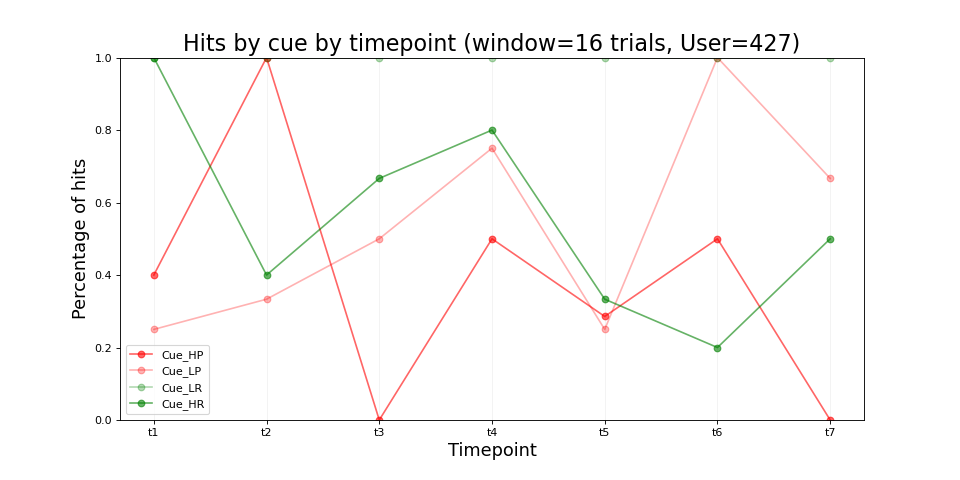 Hits by cue by timepoint (window=16 trials, User=427)
1.0
0.8
0.6
0.4
0.2
0.0
Percentage of hits
Cue_HP
Cue_LP
Cue_LR
Cue_HR
t1 t2 t3 t4 t5 t6 t7
Timepoint